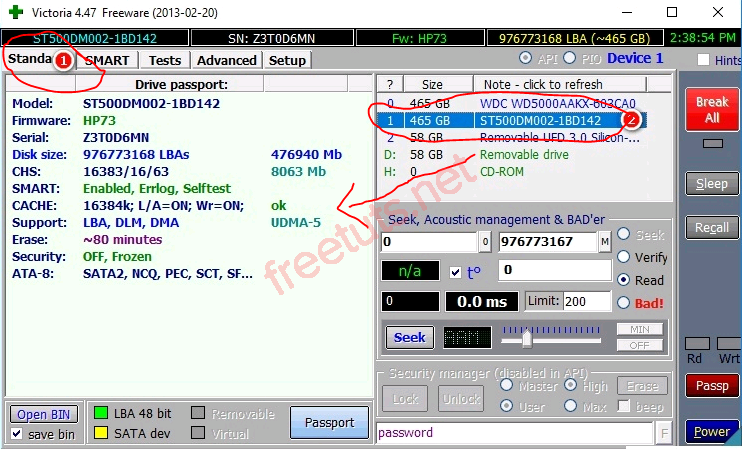 Victoria 4.47 Freeware (2013-02-20)
ST500DM002-1BD142 SN: Z3T0D6MN Fw: HP73 976773168 LBA (~465 GB) 2:38:54 PM
Standa 1 SMART Tests Advanced Setup API PIO Device 1 Hints
Drive passport:
Model: ST500DM002-1BD142
Firmware: HP73
Serial: Z3T0D6MN
Disk size: 976773168 LBAs 476940 Mb
CHS: 16383/16/63 8063 Mb
SMART: Enabled, Errlog, Selftest
CACHE: 16384k; L/A=ON; Wr=ON; ok
Support: LBA, DLM, DMA UDMA-5
Erase: ~80 minutes
Security: OFF, Frozen
ATA-8: SATA2, NCQ, PEC, SCT, SF...
? Size Note - click to refresh
0 465 GB WDC WD5000AAKX-603CA0
1 465 GB ST500DM002-1BD142 2
2 58 GB Removable UFD 3.0 Silicon-...
D: 58 GB Removable drive
H: 0 CD-ROM
Break All
Sleep
Recall
Seek, Acoustic management & BAD'er
0 0 976773167 M Seek
n/a t° 0 Verify
Read
0 0.0 ms Limit: 200 Bad!
Seek AAM MIN
OFF
Rd Wrt
Security manager (disabled in API)
Lock Unlock Master High Erase
User Max beep
Passp
password F
Power
Open BIN LBA 48 bit Removable Passport
save bin SATA dev Virtual
freetuts.net